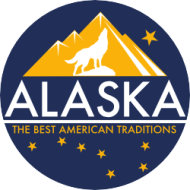 ALASKA
THE BEST AMERICAN TRADITIONS